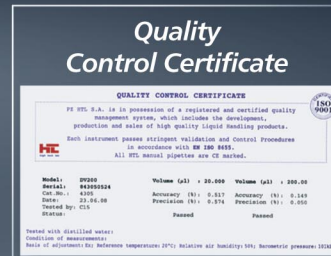 Quality
Control Certificate
QUALITY CONTROL CERTIFICATE
PZ HTL S.A. is in possession of a registered and certified quality
management system, which includes the development,
production and sales of high quality Liquid Handling products.
ISO
9001
Each instrument passes stringent validation and Control Procedures
in accordance with EN ISO 8655.
All HTL manual pipettes are CE marked.
Model: DV200 Volume (µl) : 20.000 Volume (µl) : 200.00
Serial: 843050524
Cat.No.: 4305 Accuracy (%): 0.517 Accuracy (%): 0.149
Date: 23.06.08 Precision (%): 0.574 Precision (%): 0.050
Tested by: C15
Status: Passed Passed
Tested with distilled water:
Condition of measurements:
Basis of adjustment:Ex; Reference temperature:20°C; Relative air humidity:50%; Barometric pressure: